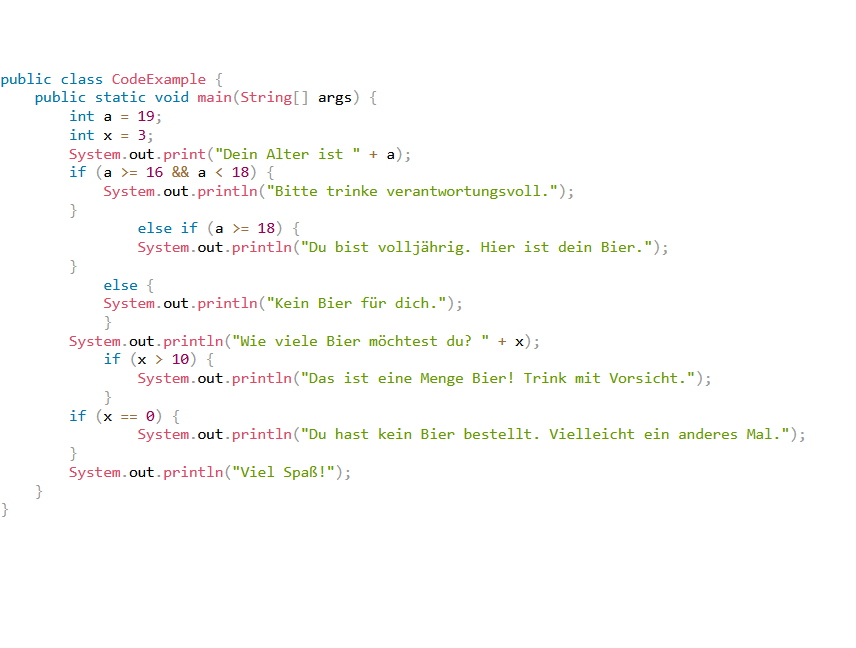 public class CodeExample {
    public static void main(String[] args) {
        int a = 19;
        int x = 3;
        System.out.print("Dein Alter ist " + a);
        if (a >= 16 && a < 18) {
            System.out.println("Bitte trinke verantwortungsvoll.");
        }
                else if (a >= 18) {
                System.out.println("Du bist volljährig. Hier ist dein Bier.");
        }
            else {
            System.out.println("Kein Bier für dich.");
            }
        System.out.println("Wie viele Bier möchtest du? " + x);
            if (x > 10) {
                System.out.println("Das ist eine Menge Bier! Trink mit Vorsicht.");
            }
        if (x == 0) {
                System.out.println("Du hast kein Bier bestellt. Vielleicht ein anderes Mal.");
        }
        System.out.println("Viel Spaß!");
    }
}